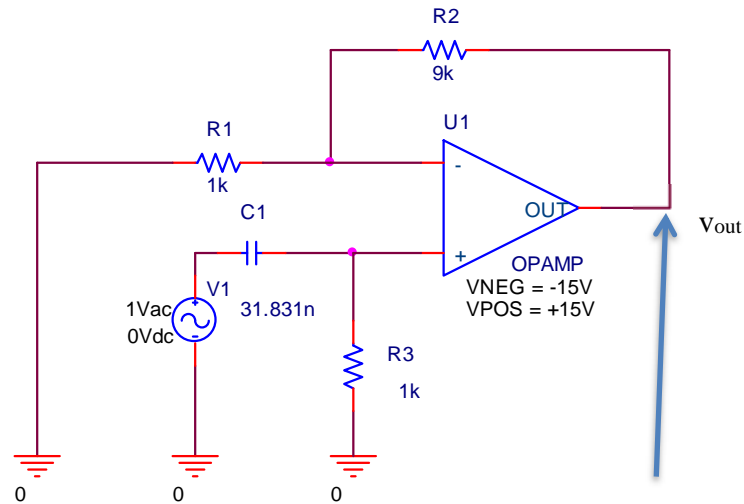 R2
9k
U1
R1
1k
-
C1
OUT
Vout
+
OPAMP
VNEG = -15V
VPOS = +15V
V1
1Vac
0Vdc
31.831n
R3
1k
0
0
0